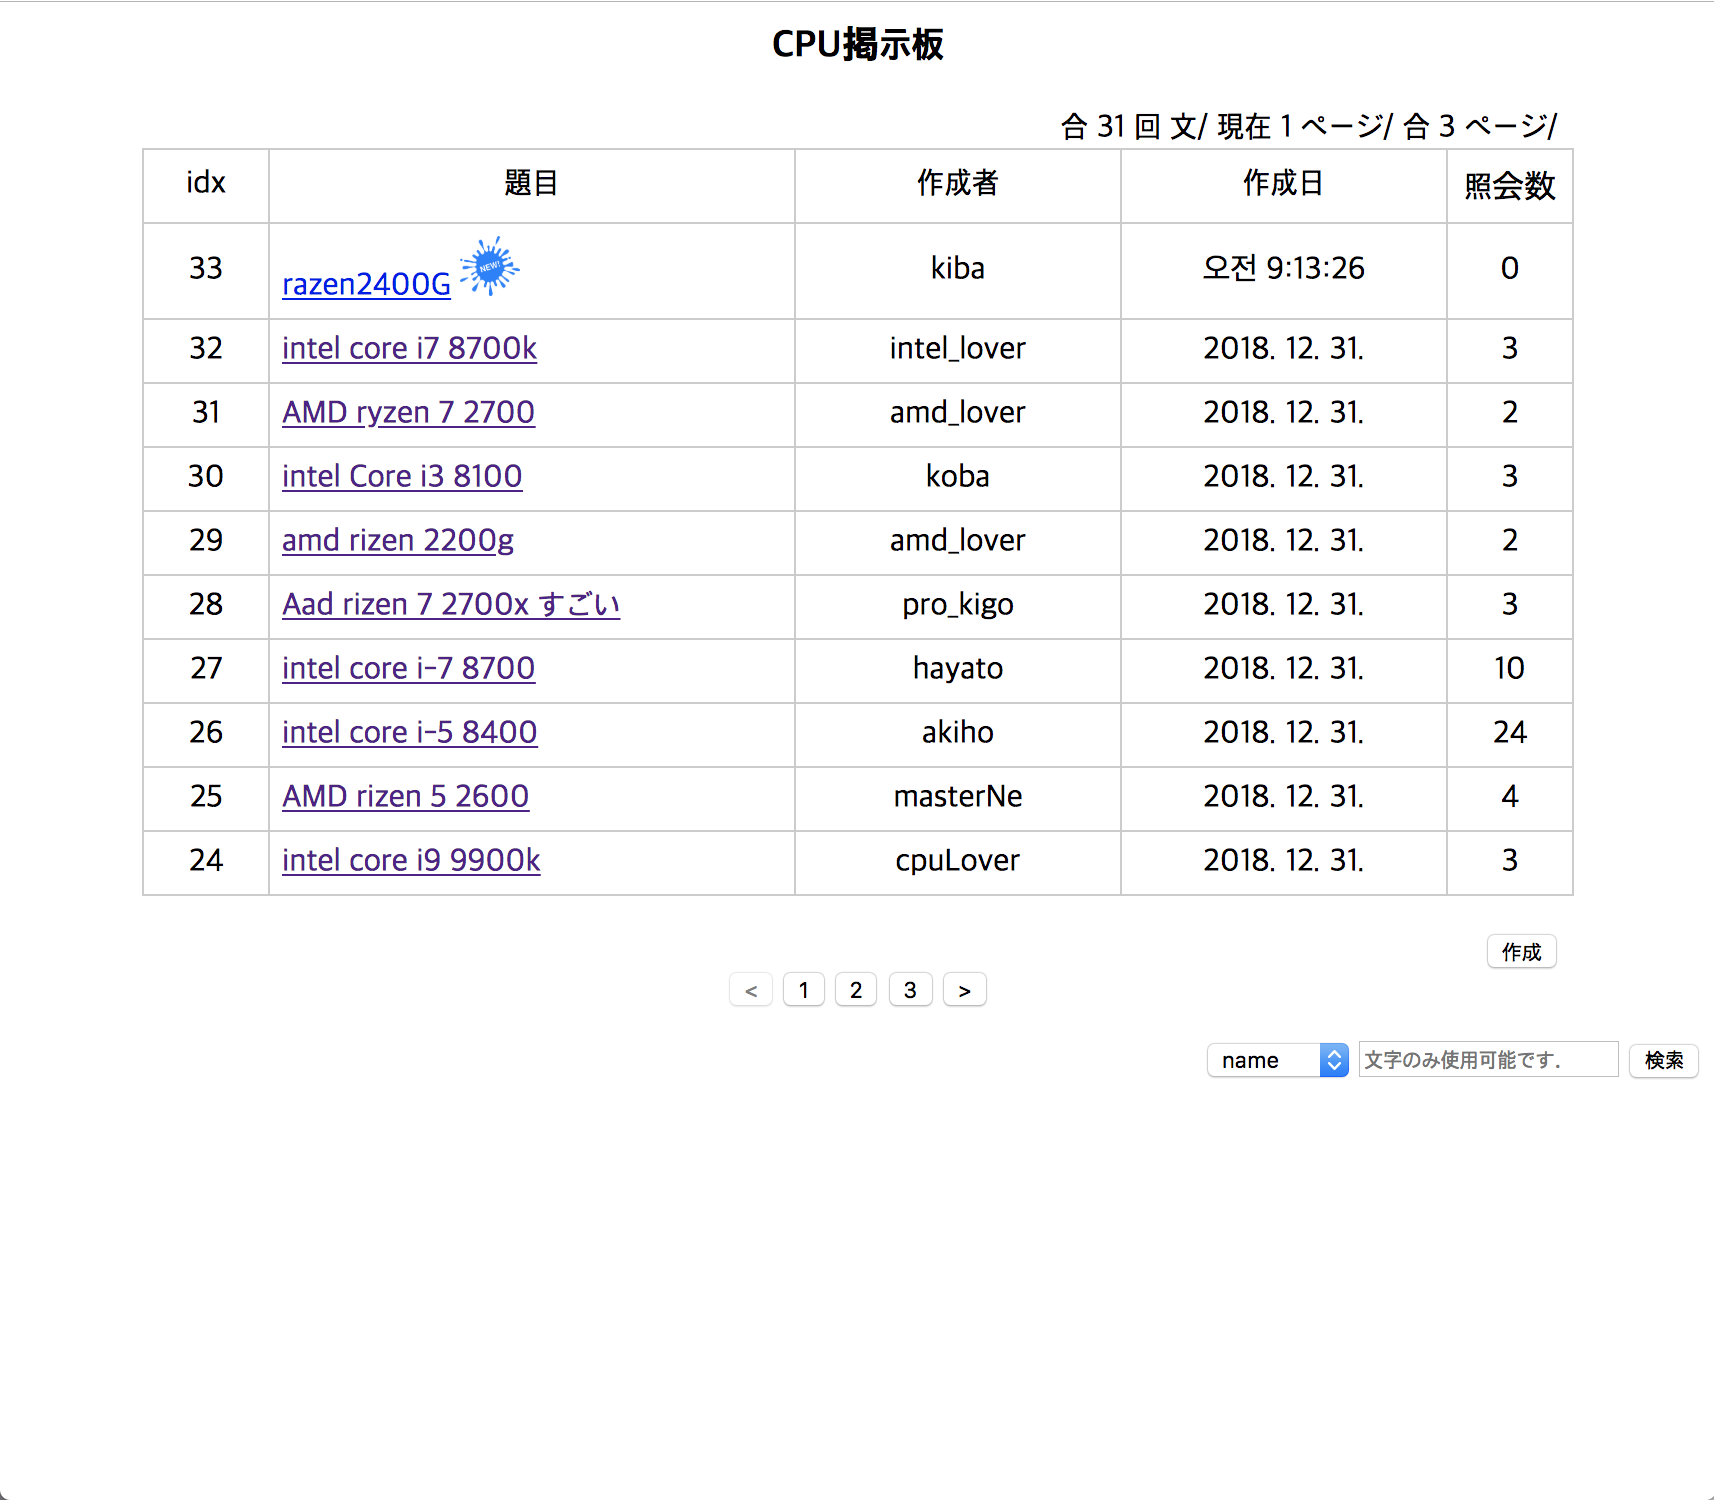 CPU掲示板
合 31 回 文/ 現在 1 ページ/ 合 3 ページ/
idx 題目 作成者 作成日 照会数
33 razen2400G NEW! kiba 오전 9:13:26 0
32 intel core i7 8700k intel_lover 2018. 12. 31. 3
31 AMD ryzen 7 2700 amd_lover 2018. 12. 31. 2
30 intel Core i3 8100 koba 2018. 12. 31. 3
29 amd rizen 2200g amd_lover 2018. 12. 31. 2
28 Aad rizen 7 2700x すごい pro_kigo 2018. 12. 31. 3
27 intel core i-7 8700 hayato 2018. 12. 31. 10
26 intel core i-5 8400 akiho 2018. 12. 31. 24
25 AMD rizen 5 2600 masterNe 2018. 12. 31. 4
24 intel core i9 9900k cpuLover 2018. 12. 31. 3
作成
< 1 2 3 >
name 文字のみ使用可能です. 検索